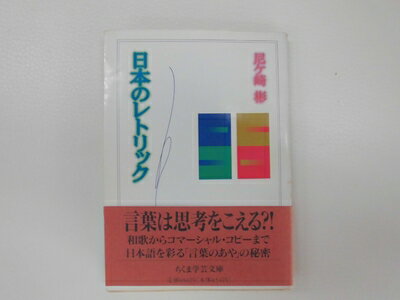 尼ケ崎 彬
日本のレトリック
言葉は思考をこえる?!
和歌からコマーシャル・コピーまで
日本語を彩る「言葉のあや」の秘密
ちくま学芸文庫